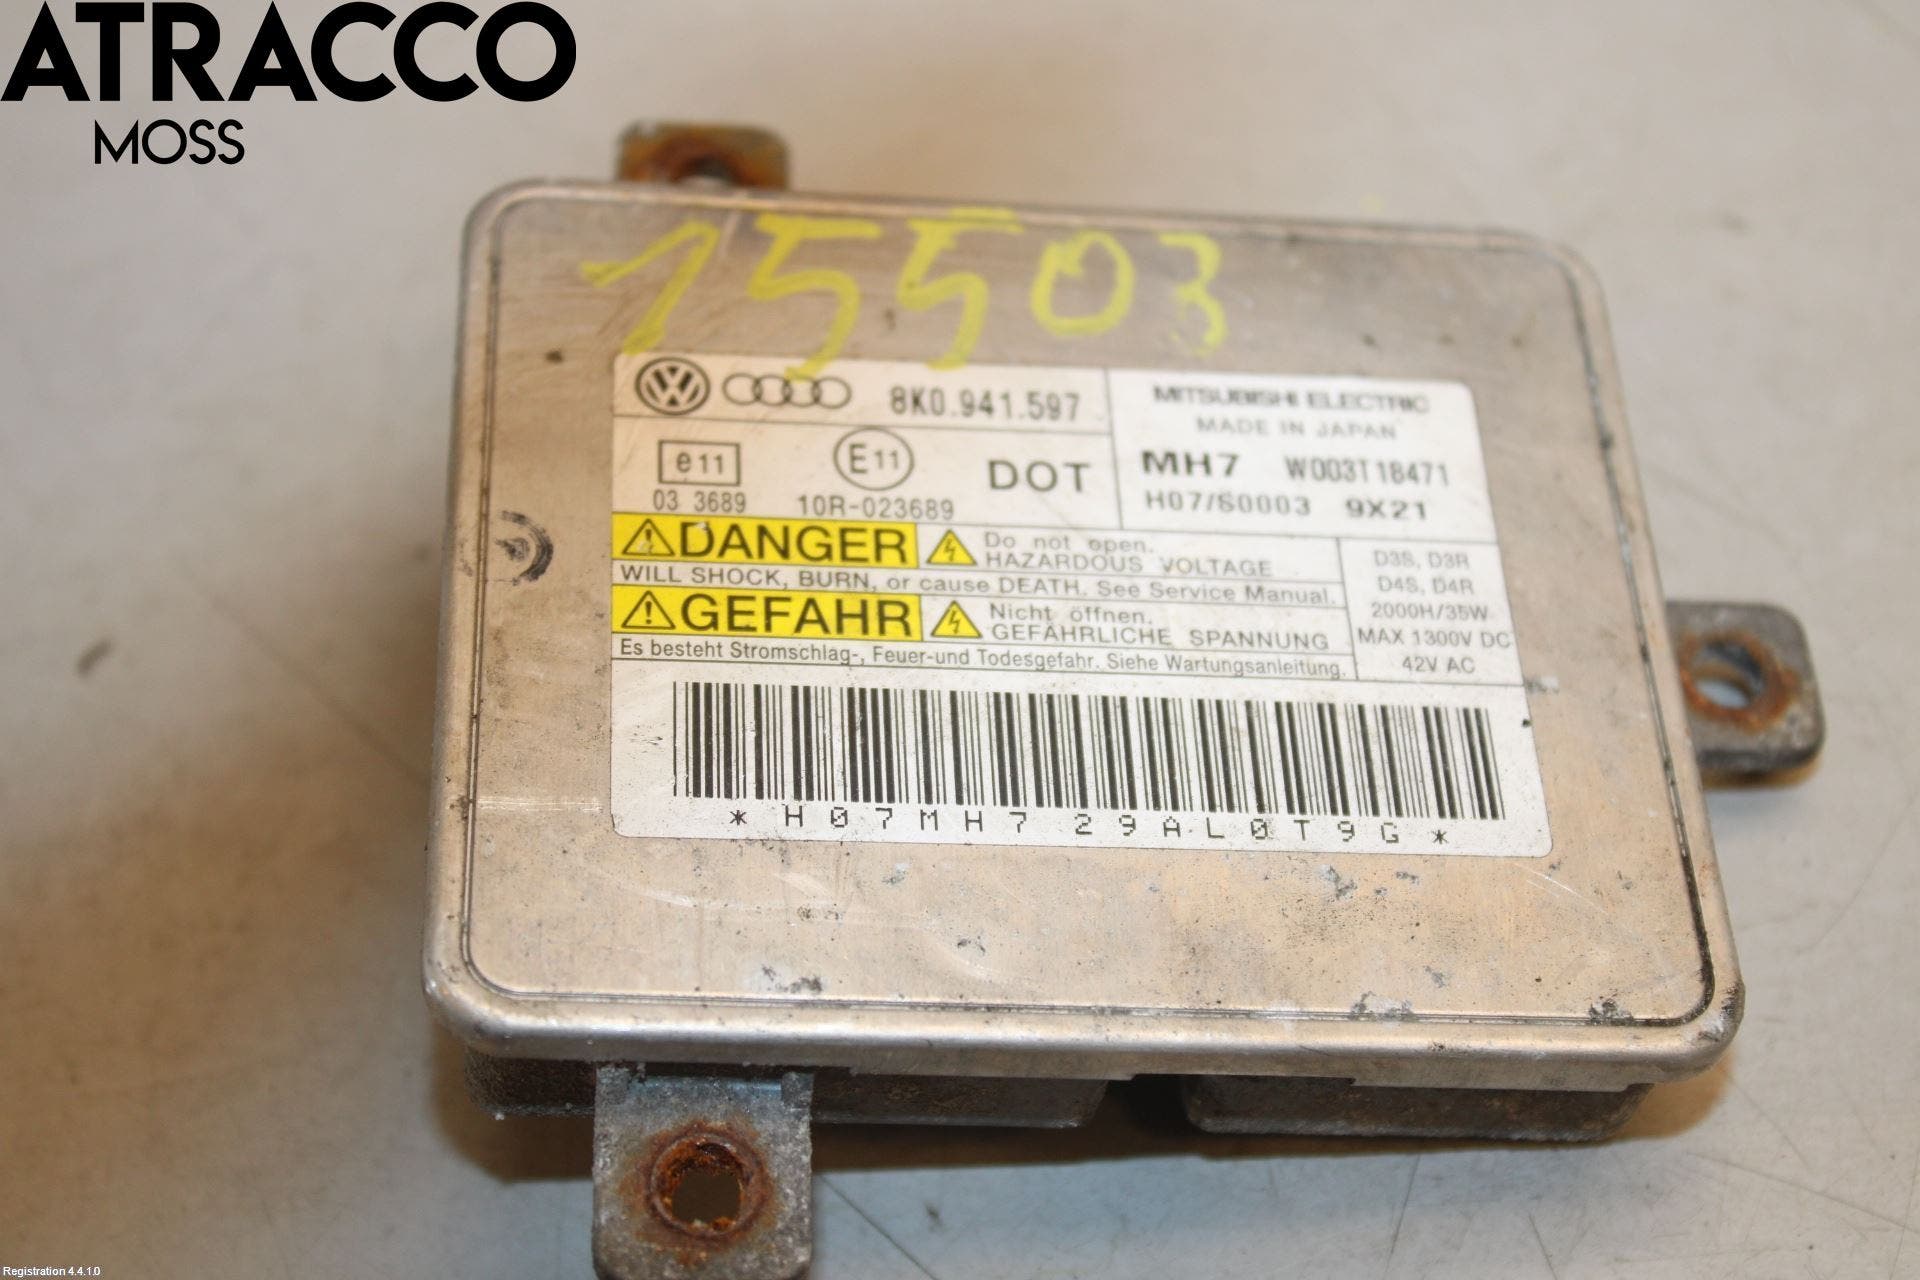 ATRACCO
MOSS
15503
8K0.941.597
MITSUBISHI ELECTRIC
MADE IN JAPAN
e11
E11
DOT
MH7 W003T18471
03 3689
10R-023689
H07/S0003 9X21
DANGER
Do not open.
HAZARDOUS VOLTAGE
WILL SHOCK, BURN, or cause DEATH. See Service Manual.
GEFAHR
Nicht öffnen.
GEFÄHRLICHE SPANNUNG
Es besteht Stromschlag-, Feuer-und Todesgefahr. Siehe Wartungsanleitung.
D3S, D3R
D4S, D4R
2000H/35W
MAX 1300V DC
42V AC
*H07MH729AL0T9G*
Registration 4.4.1.0